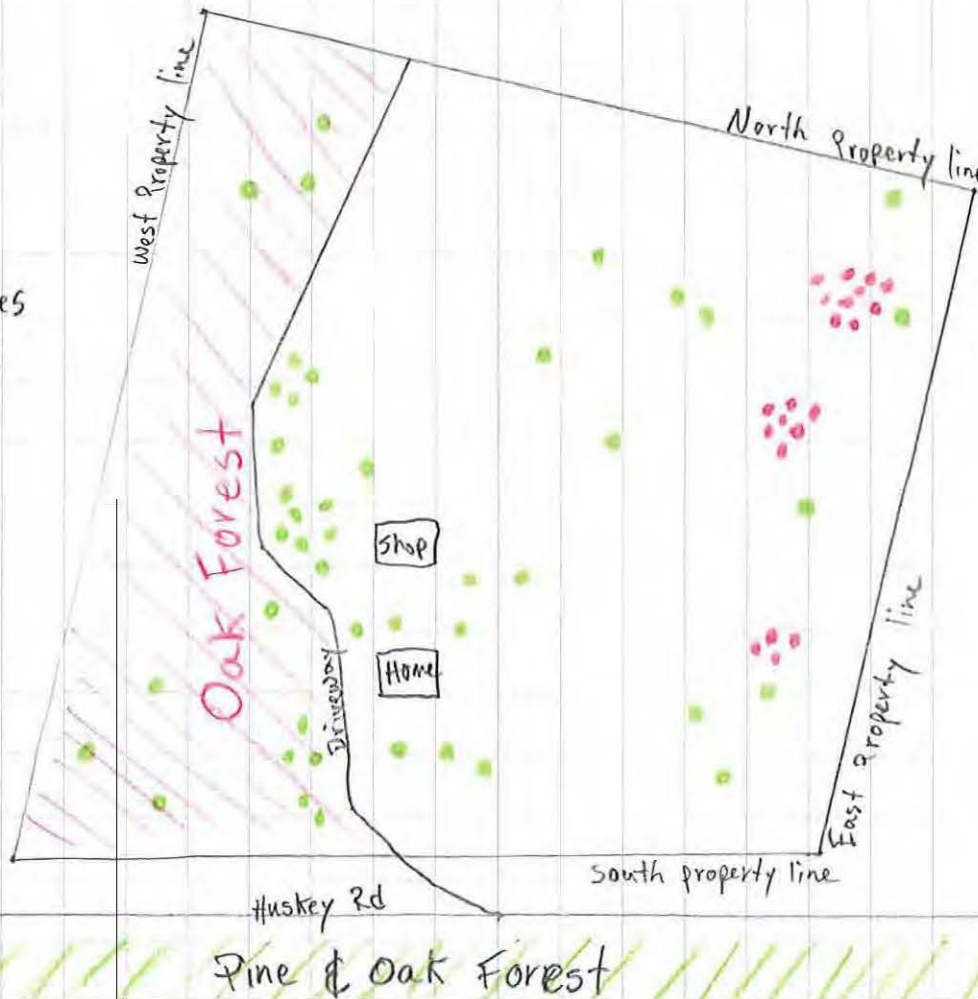 West Property line
North Property line
es
Oak Forest
Shop
Home
Driveway
East Property line
South property line
Huskey Rd
Pine & Oak Forest